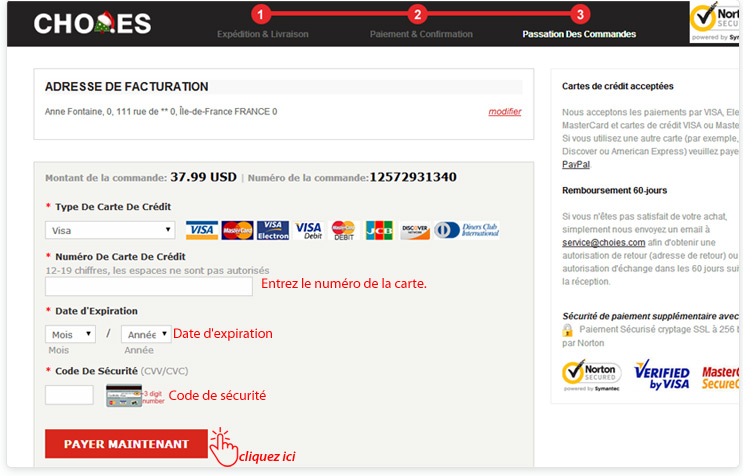 CHOIES
1 2 3
Expédition & Livraison Paiement & Confirmation Passation Des Commandes
Norton
SECU
powered by Sym
ADRESSE DE FACTURATION
Anne Fontaine, 0, 111 rue de ** 0, Île-de-France FRANCE 0 modifier
Montant de la commande: 37.99 USD | Numéro de la commande:12572931340
* Type De Carte De Crédit
Visa VISA MasterCard VISA Electron VISA Debit MasterCard DEBIT JCB DISCOVER NETWORK Diners Club INTERNATIONAL
* Numéro De Carte De Crédit
12-19 chiffres, les espaces ne sont pas autorisés
Entrez le numéro de la carte.
* Date d'Expiration
Mois / Année Date d'expiration
Mois Année
* Code De Sécurité (CVV/CVC)
3 digit
number
Code de sécurité
PAYER MAINTENANT
cliquez ici
Cartes de crédit acceptées
Nous acceptons les paiements par VISA, Ele
MasterCard et cartes de crédit VISA ou Maste
Si vous utilisez une autre carte (par exemple,
Discover ou American Express) veuillez paye
PayPal.
Remboursement 60-jours
Si vous n'êtes pas satisfait de votre achat,
simplement nous envoyez un email à
service@choies.com afin d'obtenir une
autorisation de retour (adresse de retour) ou
autorisation d'échange dans les 60 jours sui
la réception.
Sécurité de paiement supplémentaire avec
Paiement Sécurisé cryptage SSL à 256 b
par Norton
Norton
SECURED
powered by Symantec
VERIFIED
by VISA
MasterC
SecureC